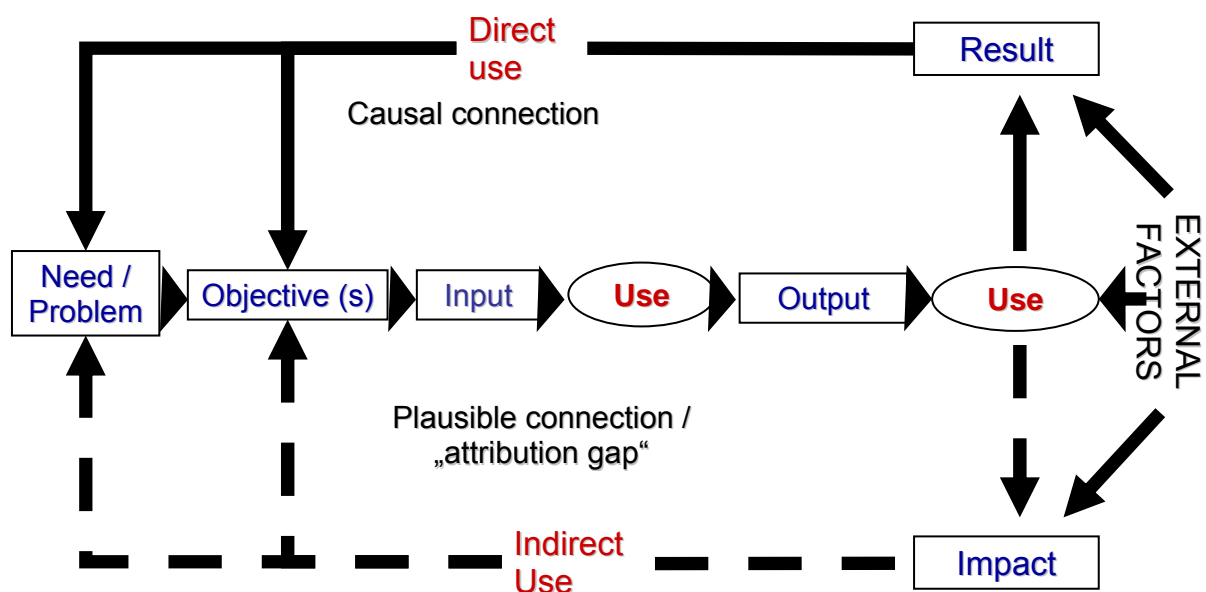 Direct
use
Result
Causal connection
Need /
Problem
Objective (s)
Input
Use
Output
Use
EXTERNAL
FACTORS
Plausible connection /
„attribution gap“
Indirect
Use
Impact